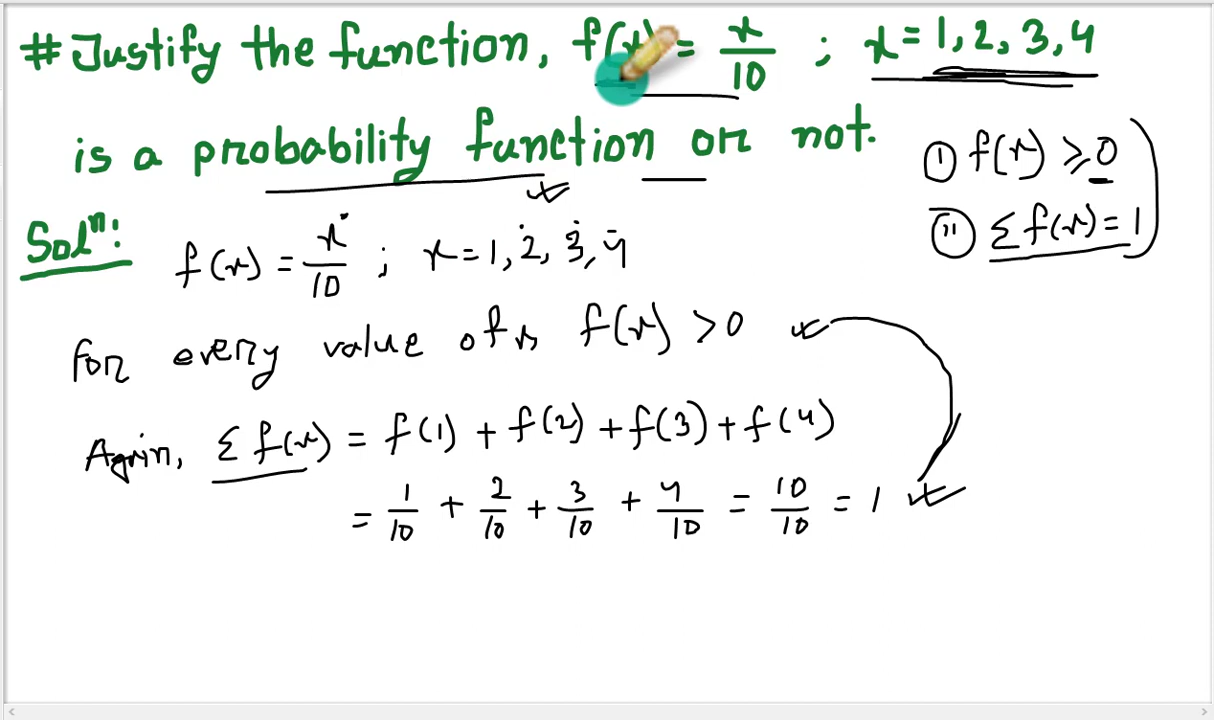 # Justify the function, f(x) = x/10 ; x = 1, 2, 3, 4
is a probability function or not.
① f(x) ≥ 0
(ii) Σ f(x) = 1
Solⁿ:
f(x) = x/10 ; x = 1, 2, 3, 4
for every value of x f(x) > 0
Again, Σ f(x) = f(1) + f(2) + f(3) + f(4)
= 1/10 + 2/10 + 3/10 + 4/10 = 10/10 = 1